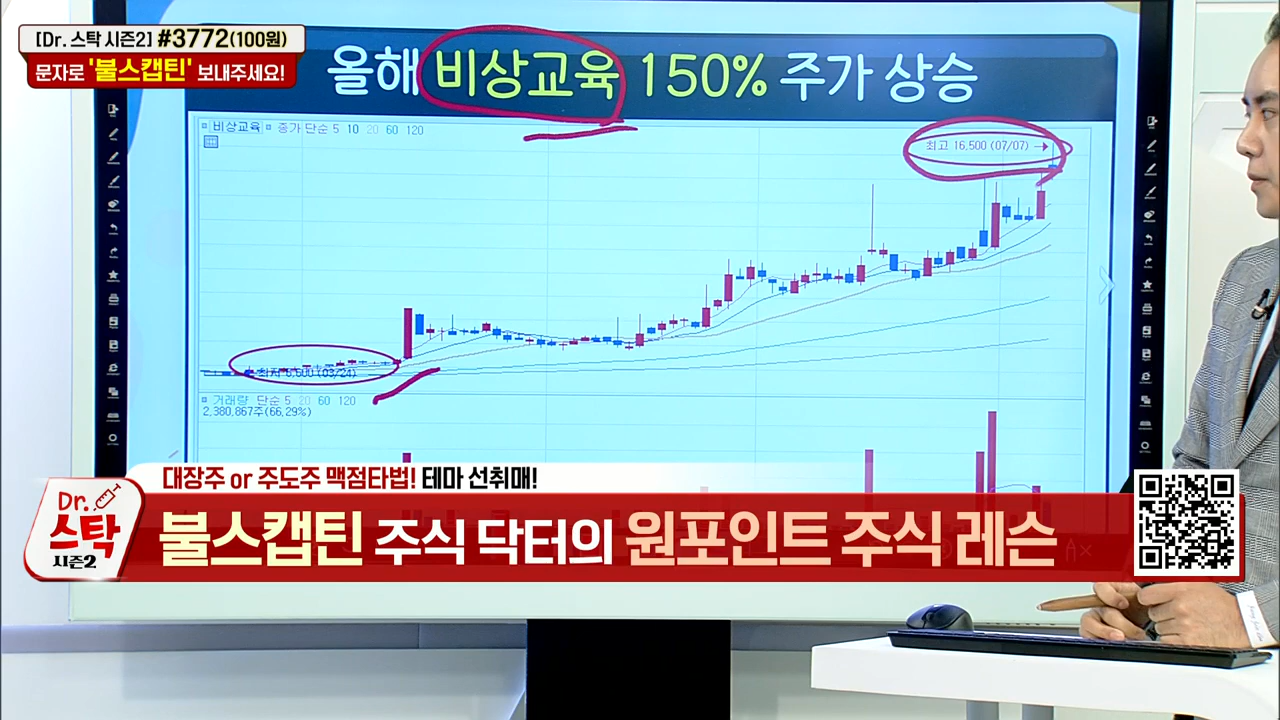 [Dr. 스탁 시즌2] #3772(100원)
문자로 '불스캡틴' 보내주세요!
올해 비상교육 150% 주가 상승
비상교육 종가 단순 5 10 20 60 120
최고 16,500 (07/07)
(03/24)
거래량 단순 5 20 60 120
2,380,867주(66.29%)
대장주 or 주도주 맥점타법! 테마 선취매!
Dr.
스탁
시즌2
불스캡틴 주식 닥터의 원포인트 주식 레슨